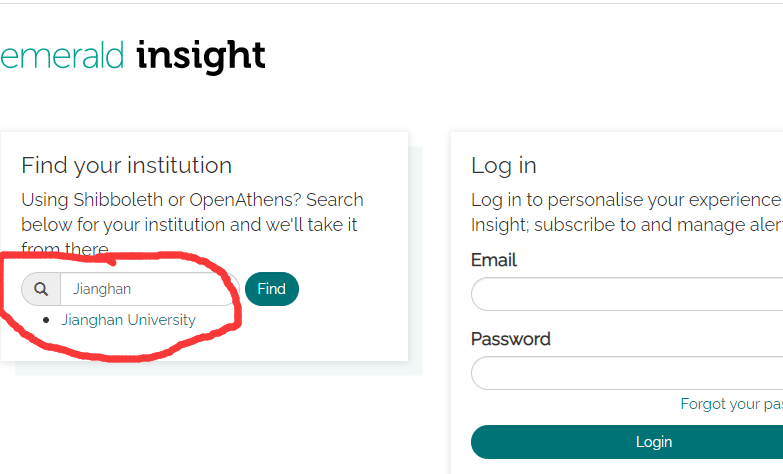 emerald insight
Find your institution
Using Shibboleth or OpenAthens? Search
below for your institution and we'll take it
from there
Jianghan
Find
Jianghan University
Log in
Log in to personalise your experience
Insight; subscribe to and manage aler
Email
Password
Forgot your pas
Login